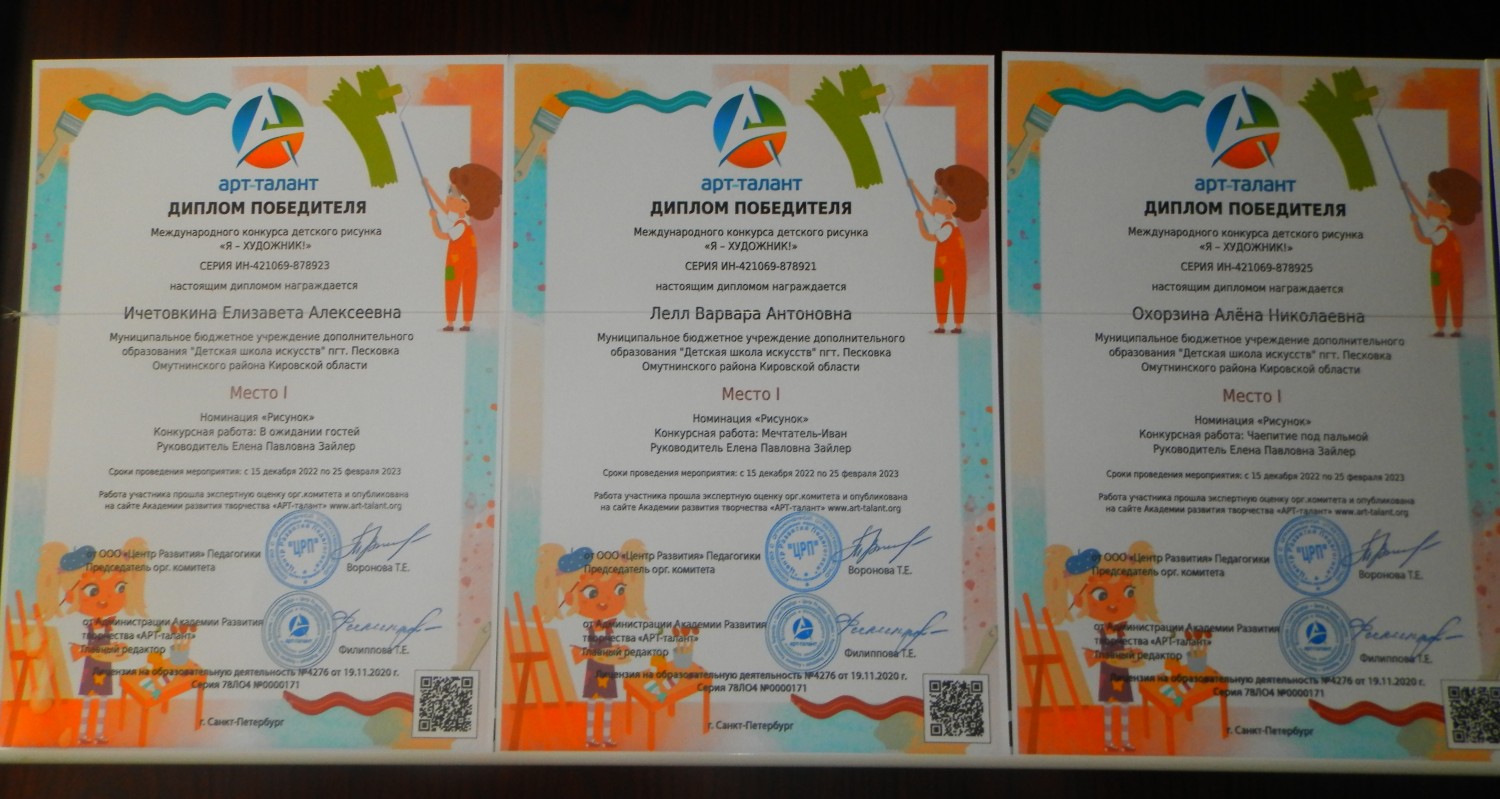 арт-талант
ДИПЛОМ ПОБЕДИТЕЛЯ
Международного конкурса детского рисунка
«Я – ХУДОЖНИК!»
СЕРИЯ ИН-421069-878923
настоящим дипломом награждается
Ичетовкина Елизавета Алексеевна
Муниципальное бюджетное учреждение дополнительного
образования "Детская школа искусств" пгт. Песковка
Омутнинского района Кировской области
Место I
Номинация «Рисунок»
Конкурсная работа: В ожидании гостей
Руководитель Елена Павловна Зайлер
Сроки проведения мероприятия: с 15 декабря 2022 по 25 февраля 2023
Работа участника прошла экспертную оценку орг.комитета и опубликована
на сайте Академии развития творчества «АРТ-талант» www.art-talant.org
от ООО «Центр Развития» Педагогики
Председатель орг. комитета
"ЦРП"
Воронова Т.Е.
от Администрации Академии Развития
творчества «АРТ-талант»
Главный редактор
АРТ-талант
Филиппова Т.Е.
Лицензия на образовательную деятельность №4276 от 19.11.2020 г.
Серия 78ЛО4 №0000171
г. Санкт-Петербург
арт-талант
ДИПЛОМ ПОБЕДИТЕЛЯ
Международного конкурса детского рисунка
«Я – ХУДОЖНИК!»
СЕРИЯ ИН-421069-878921
настоящим дипломом награждается
Лелл Варвара Антоновна
Муниципальное бюджетное учреждение дополнительного
образования "Детская школа искусств" пгт. Песковка
Омутнинского района Кировской области
Место I
Номинация «Рисунок»
Конкурсная работа: Мечтатель-Иван
Руководитель Елена Павловна Зайлер
Сроки проведения мероприятия: с 15 декабря 2022 по 25 февраля 2023
Работа участника прошла экспертную оценку орг.комитета и опубликована
на сайте Академии развития творчества «АРТ-талант» www.art-talant.org
от ООО «Центр Развития» Педагогики
Председатель орг. комитета
"ЦРП"
Воронова Т.Е.
от Администрации Академии Развития
творчества «АРТ-талант»
Главный редактор
АРТ-талант
Филиппова Т.Е.
Лицензия на образовательную деятельность №4276 от 19.11.2020 г.
Серия 78ЛО4 №0000171
г. Санкт-Петербург
арт-талант
ДИПЛОМ ПОБЕДИТЕЛЯ
Международного конкурса детского рисунка
«Я – ХУДОЖНИК!»
СЕРИЯ ИН-421069-878925
настоящим дипломом награждается
Охорзина Алёна Николаевна
Муниципальное бюджетное учреждение дополнительного
образования "Детская школа искусств" пгт. Песковка
Омутнинского района Кировской области
Место I
Номинация «Рисунок»
Конкурсная работа: Чаепитие под пальмой
Руководитель Елена Павловна Зайлер
Сроки проведения мероприятия: с 15 декабря 2022 по 25 февраля 2023
Работа участника прошла экспертную оценку орг.комитета и опубликована
на сайте Академии развития творчества «АРТ-талант» www.art-talant.org
от ООО «Центр Развития» Педагогики
Председатель орг. комитета
"ЦРП"
Воронова Т.Е.
от Администрации Академии Развития
творчества «АРТ-талант»
Главный редактор
АРТ-талант
Филиппова Т.Е.
Лицензия на образовательную деятельность №4276 от 19.11.2020 г.
Серия 78ЛО4 №0000171
г. Санкт-Петербург